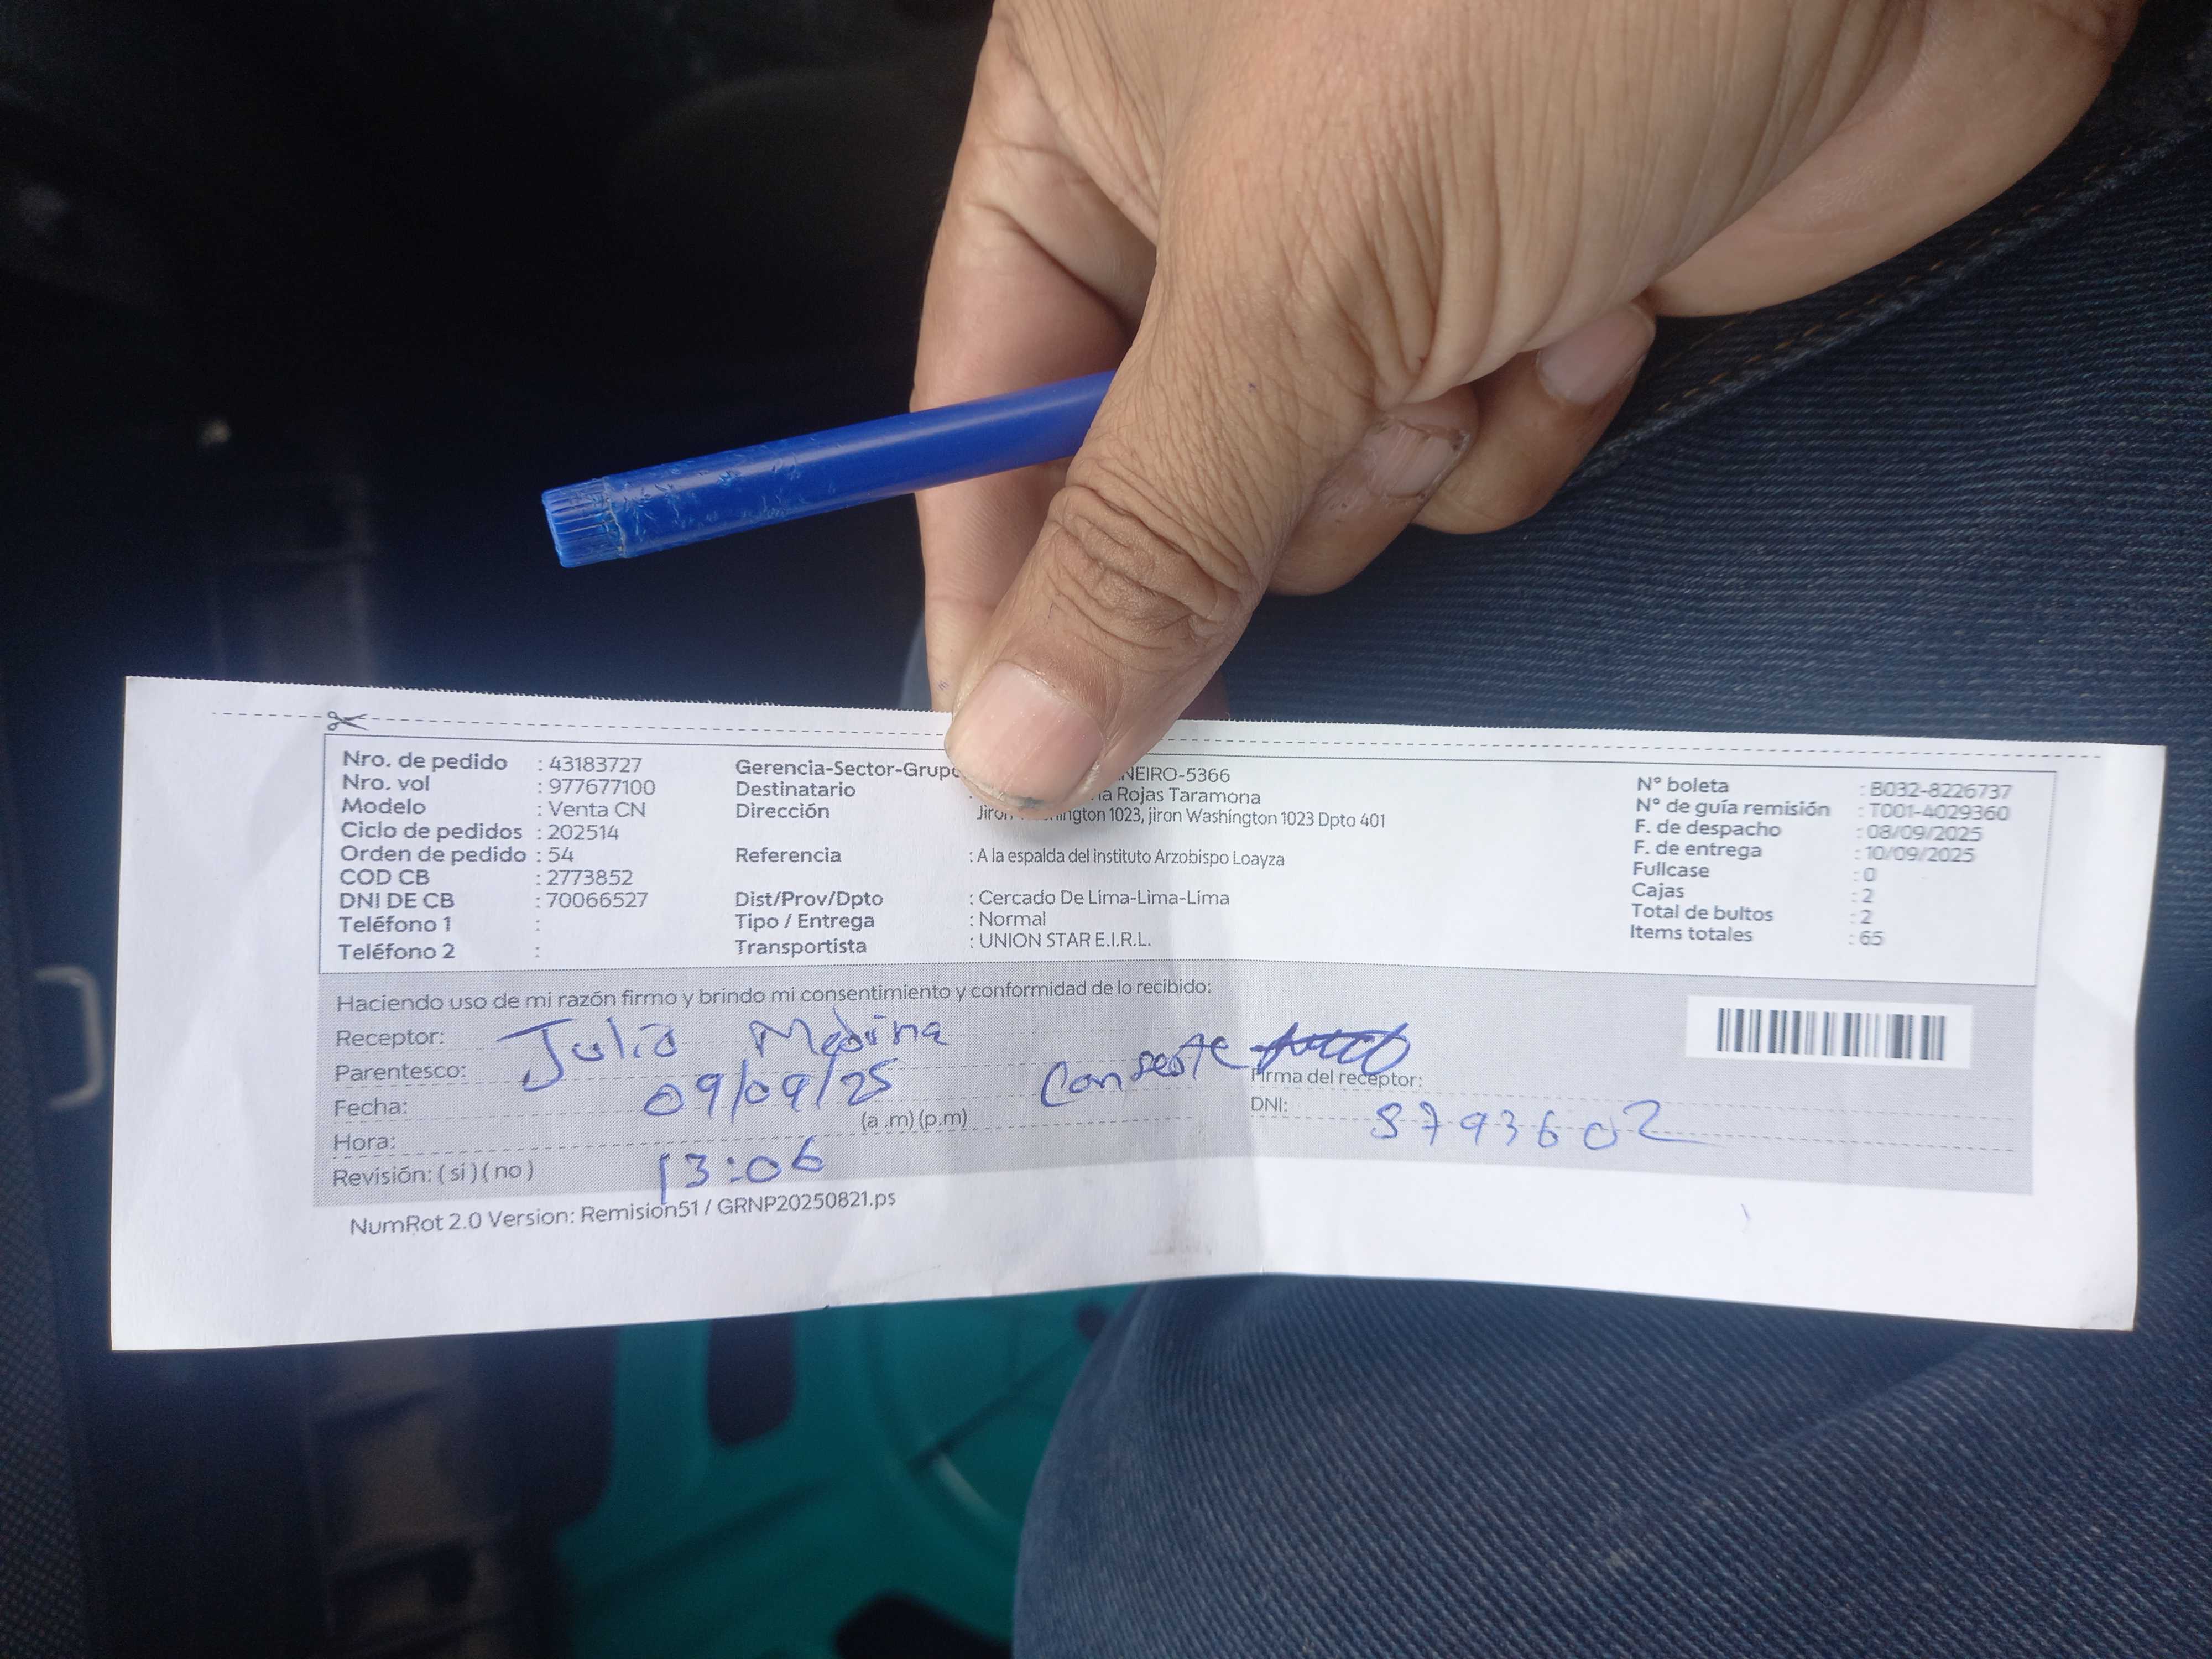 Nro. de pedido : 43183727
Nro. vol : 977677100
Modelo : Venta CN
Ciclo de pedidos : 202514
Orden de pedido : 54
COD CB : 2773852
DNI DE CB : 70066527
Teléfono 1 :
Teléfono 2 :
Gerencia-Sector-Grupo NEIRO-5366
Destinatario : Rojas Taramona
Dirección Jiron Washington 1023, jiron Washington 1023 Dpto 401
Referencia : A la espalda del instituto Arzobispo Loayza
Dist/Prov/Dpto : Cercado De Lima-Lima-Lima
Tipo / Entrega : Normal
Transportista : UNION STAR E.I.R.L.
N° boleta : B032-8226737
N° de guía remisión : T001-4029360
F. de despacho : 08/09/2025
F. de entrega : 10/09/2025
Fullcase : 0
Cajas : 2
Total de bultos : 2
Items totales : 65
Haciendo uso de mi razón firmo y brindo mi consentimiento y conformidad de lo recibido:
Receptor: Julio Medina
Parentesco:
Fecha: 09/09/25
Hora: (a .m) (p.m)
Revisión: ( si ) ( no ) 13:06
Firma del receptor:
DNI: 8793602
NumRot 2.0 Version: Remision51 / GRNP20250821.ps